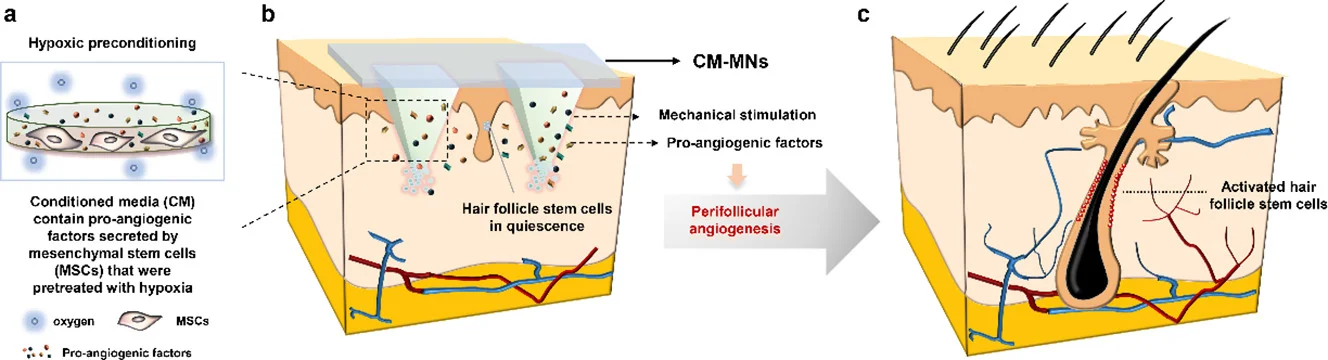 a
Hypoxic preconditioning
Conditioned media (CM)
contain pro-angiogenic
factors secreted by
mesenchymal stem cells
(MSCs) that were
pretreated with hypoxia
oxygen
MSCs
Pro-angiogenic factors
b
CM-MNs
Mechanical stimulation
Pro-angiogenic factors
Hair follicle stem cells
in quiescence
Perifollicular
angiogenesis
c
Activated hair
follicle stem cells